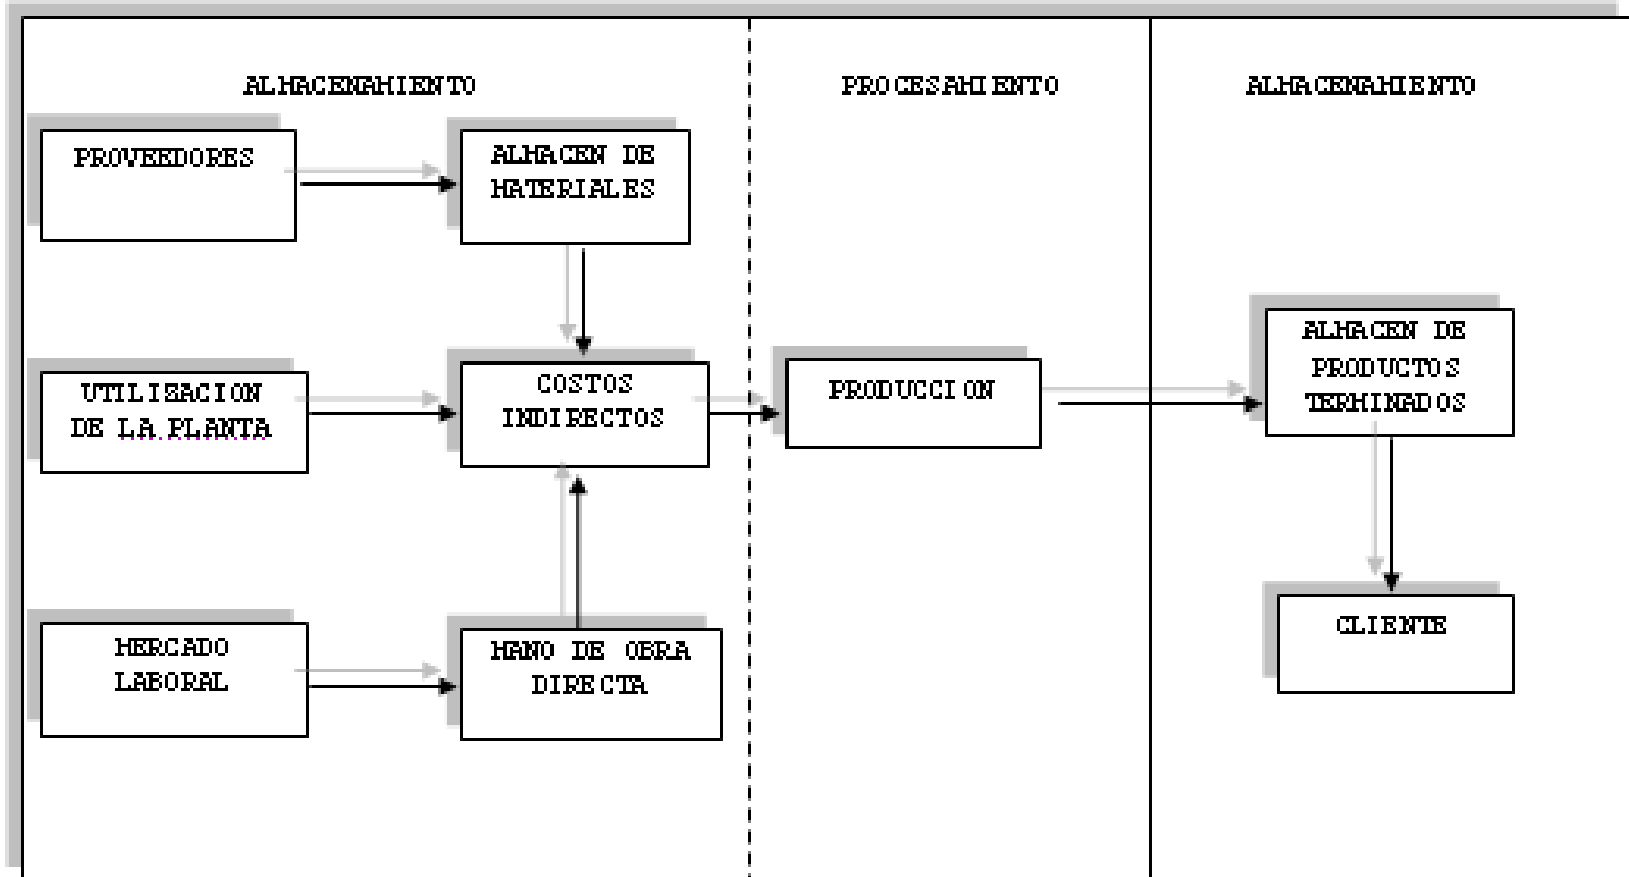 ALMACENAMIENTO
PROCESAMIENTO
ALMACENAMIENTO
PROVEEDORES
ALMACEN DE
MATERIALES
UTILIZACION
DE LA PLANTA
COSTOS
INDIRECTOS
PRODUCCION
ALMACEN DE
PRODUCTOS
TERMINADOS
MERCADO
LABORAL
MANO DE OBRA
DIRECTA
CLIENTE